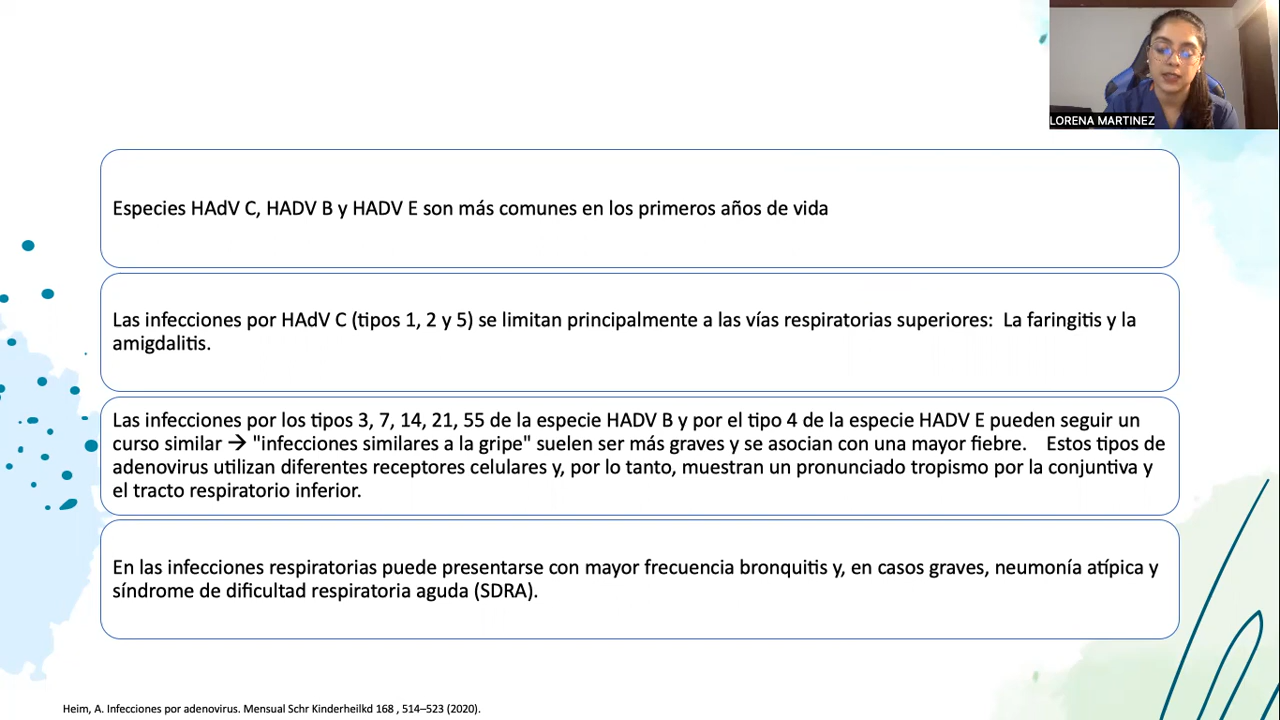 LORENA MARTINEZ
Especies HAdV C, HADV B y HADV E son más comunes en los primeros años de vida
Las infecciones por HAdV C (tipos 1, 2 y 5) se limitan principalmente a las vías respiratorias superiores:  La faringitis y la
amigdalitis.
Las infecciones por los tipos 3, 7, 14, 21, 55 de la especie HADV B y por el tipo 4 de la especie HADV E pueden seguir un
curso similar → "infecciones similares a la gripe" suelen ser más graves y se asocian con una mayor fiebre.    Estos tipos de
adenovirus utilizan diferentes receptores celulares y, por lo tanto, muestran un pronunciado tropismo por la conjuntiva y
el tracto respiratorio inferior.
En las infecciones respiratorias puede presentarse con mayor frecuencia bronquitis y, en casos graves, neumonía atípica y
síndrome de dificultad respiratoria aguda (SDRA).
Heim, A. Infecciones por adenovirus. Mensual Schr Kinderheilkd 168 , 514–523 (2020).